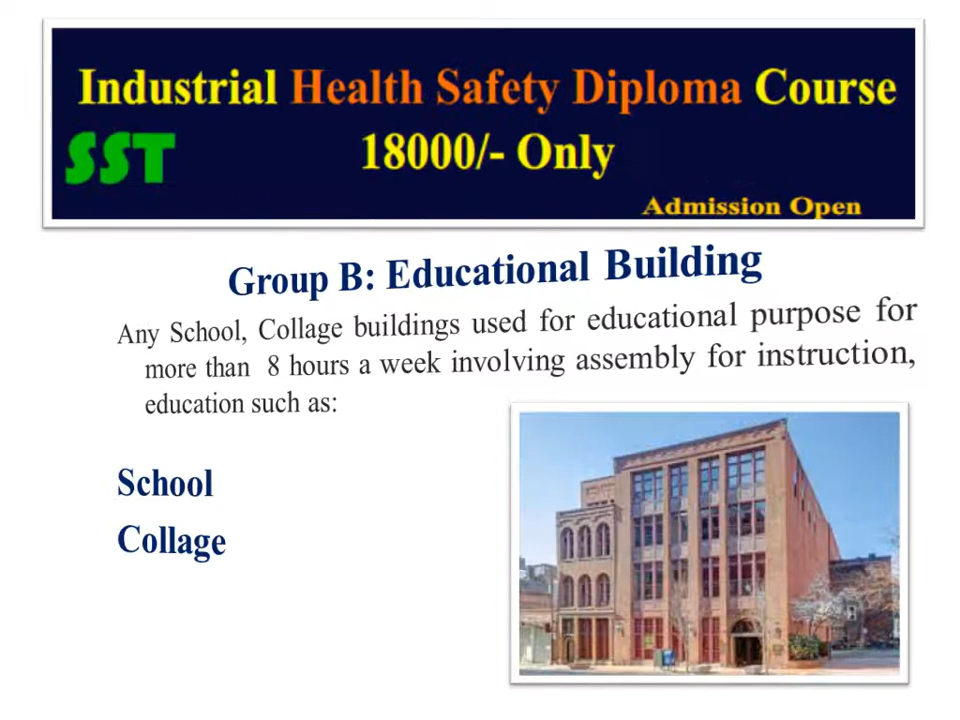 Industrial Health Safety Diploma Course
SST 18000/- Only
Admission Open
Group B: Educational Building
Any School, Collage buildings used for educational purpose for
more than 8 hours a week involving assembly for instruction,
education such as:
School
Collage